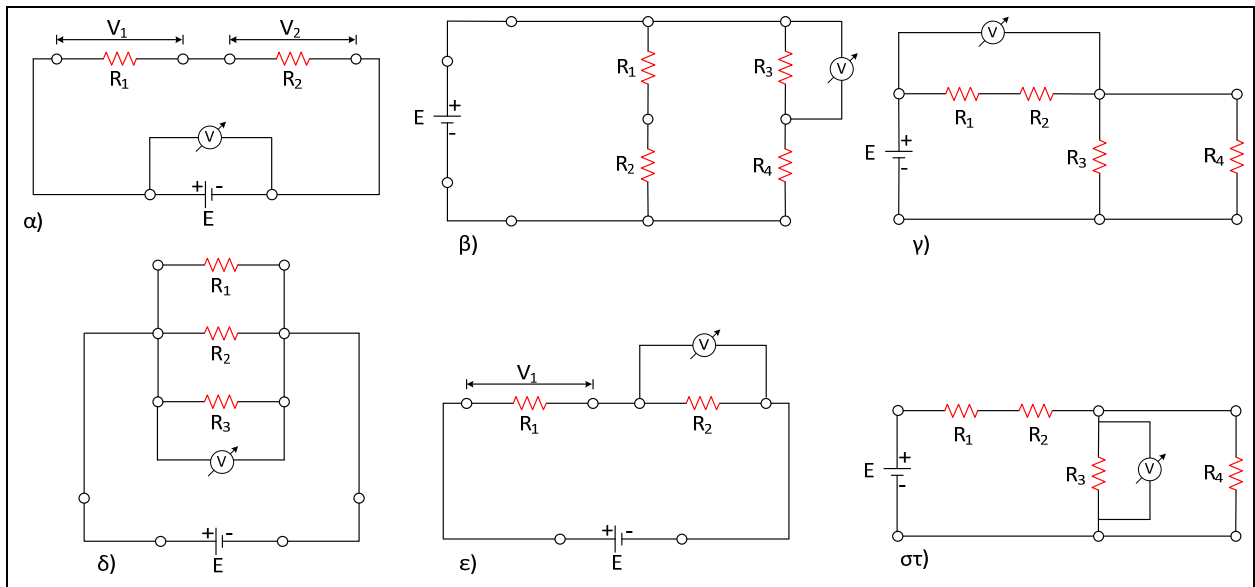 V₁ V₂
R₁ R₂
V
+ -
E
α)
R₁ R₃ V
E + -
R₂ R₄
β)
V
R₁ R₂
E + - R₃ R₄
γ)
R₁
R₂
R₃
V
+ -
E
δ)
V
V₁
R₁ R₂
+ -
E
ε)
R₁ R₂
E + - R₃ V R₄
στ)